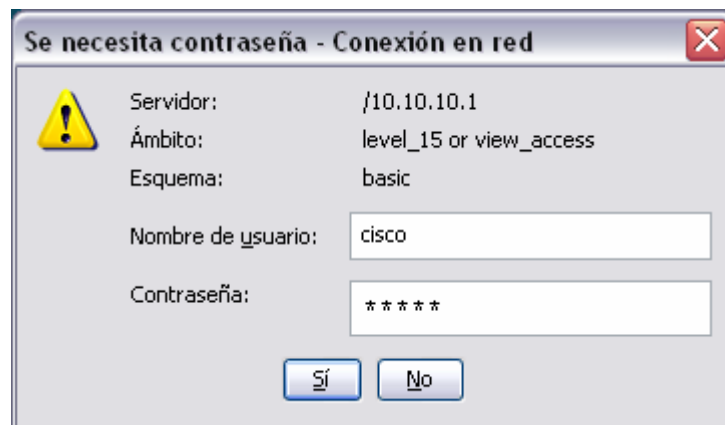 Se necesita contraseña - Conexión en red
Servidor: /10.10.10.1
Ámbito: level_15 or view_access
Esquema: basic
Nombre de usuario: cisco
Contraseña: *****
Sí No